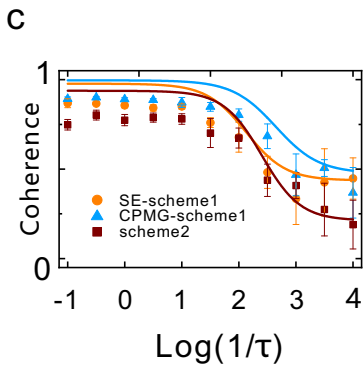 c
1
Coherence
SE-scheme1
CPMG-scheme1
scheme2
0
-1 0 1 2 3 4
Log(1/τ)